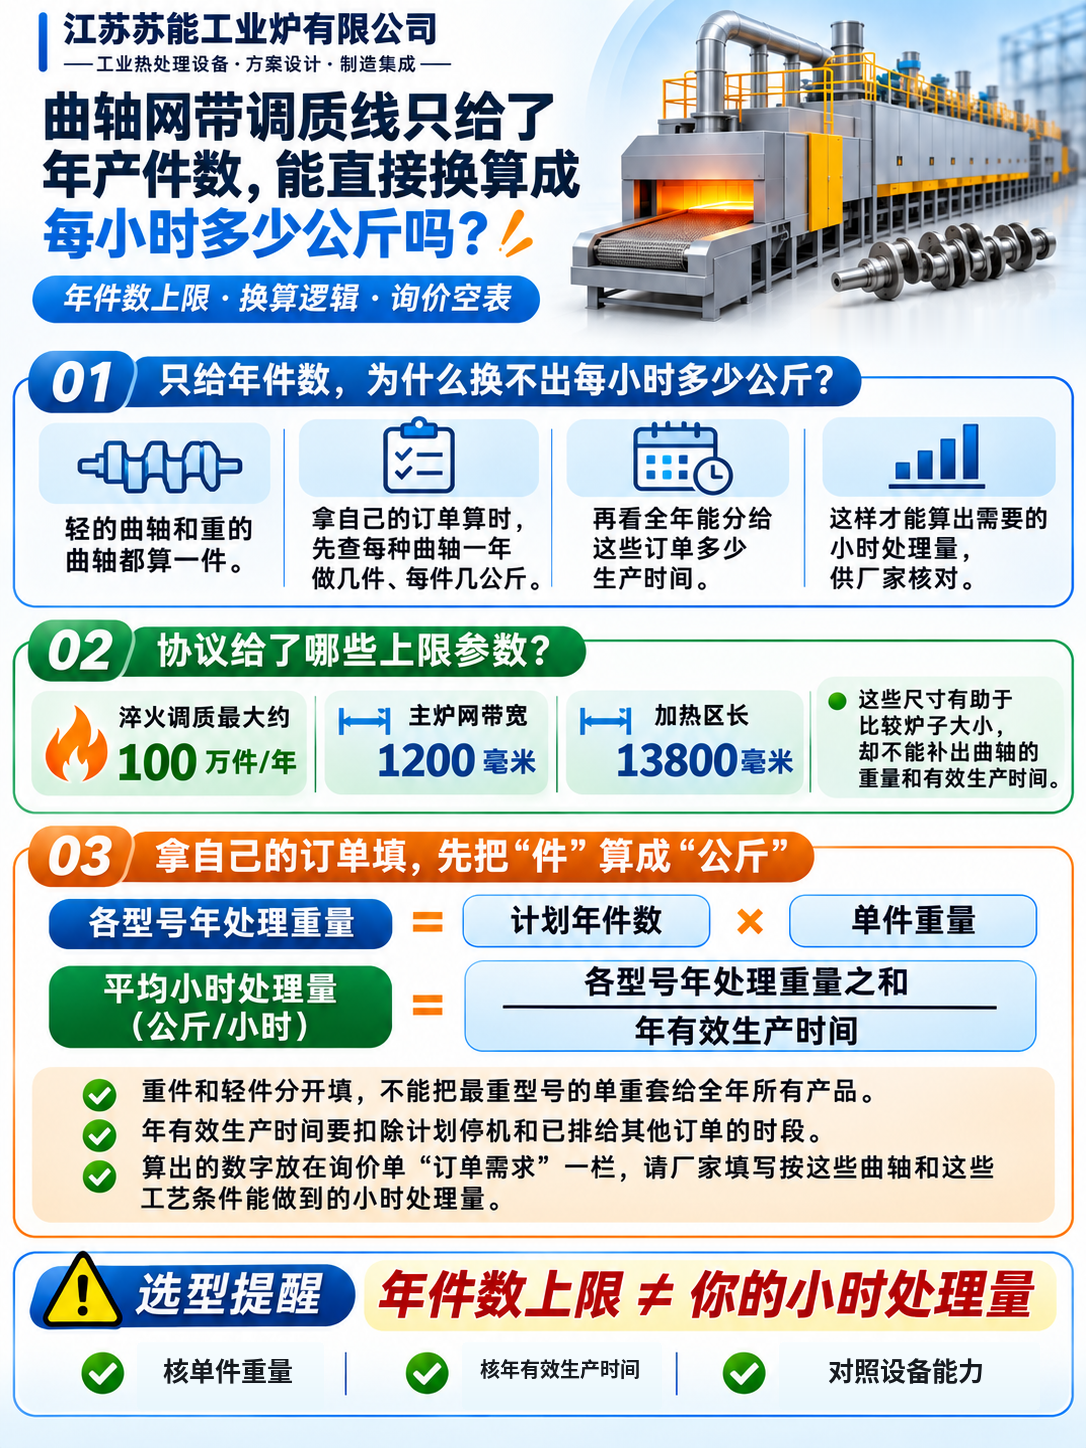 江苏苏能工业炉有限公司
工业热处理设备·方案设计·制造集成
曲轴网带调质线只给了
年产件数,能直接换算成
每小时多少公斤吗?
年件数上限·换算逻辑·询价空表
01 只给年件数，为什么换不出每小时多少公斤?
轻的曲轴和重的
曲轴都算一件。
拿自己的订单算时，
先查每种曲轴一年
做几件、每件几公斤。
再看全年能分给
这些订单多少
生产时间。
这样才能算出需要的
小时处理量，
供厂家核对。
02 协议给了哪些上限参数?
淬火调质最大约
100 万件/年
主炉网带宽
1200 毫米
加热区长
13800 毫米
这些尺寸有助于
比较炉子大小，
却不能补出曲轴的
重量和有效生产时间。
03 拿自己的订单填，先把“件”算成“公斤”
各型号年处理重量 = 计划年件数 × 单件重量
平均小时处理量
（公斤/小时）
=
各型号年处理重量之和
年有效生产时间
重件和轻件分开填，不能把最重型号的单重套给全年所有产品。
年有效生产时间要扣除计划停机和已排给其他订单的时段。
算出的数字放在询价单“订单需求”一栏，请厂家填写按这些曲轴和这些
工艺条件能做到的小时处理量。
选型提醒
年件数上限 ≠ 你的小时处理量
核单件重量
核年有效生产时间
对照设备能力